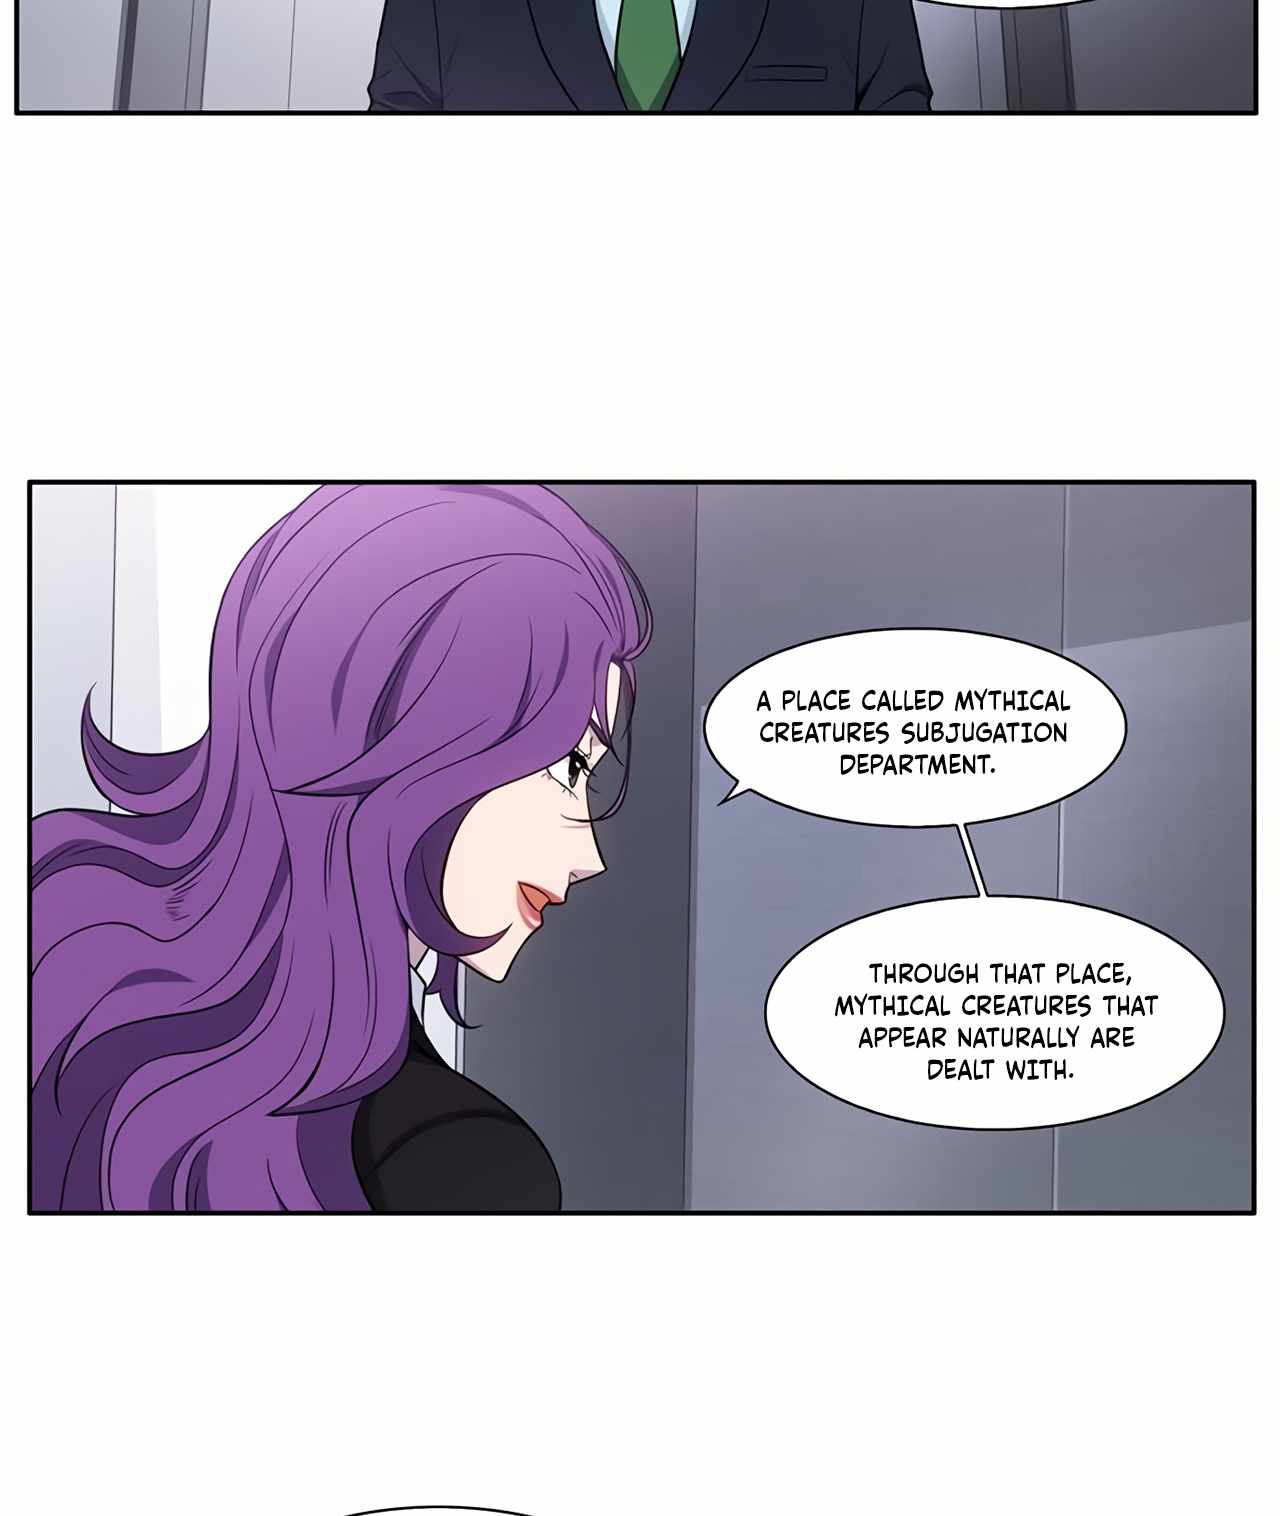 A PLACE CALLED MYTHICAL
CREATURES SUBJUGATION
DEPARTMENT.
THROUGH THAT PLACE,
MYTHICAL CREATURES THAT
APPEAR NATURALLY ARE
DEALT WITH.